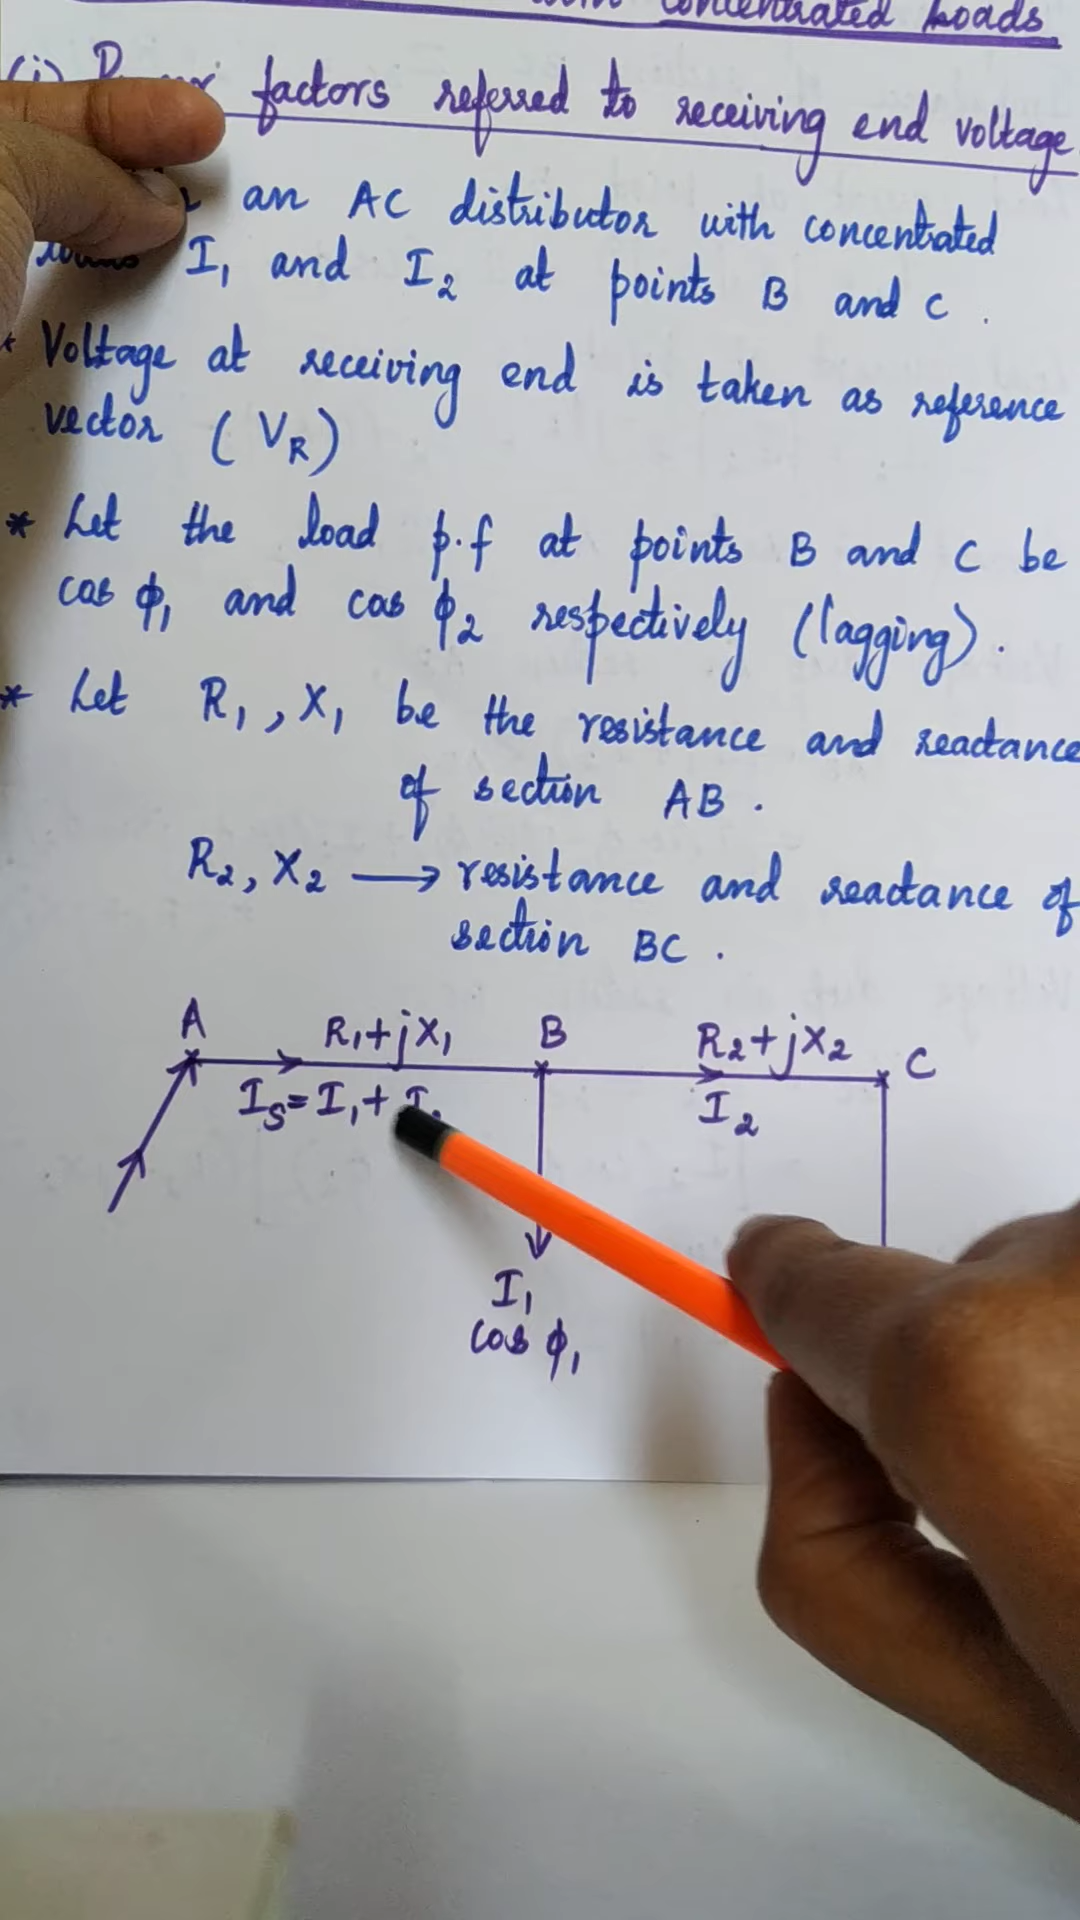 with concentrated Loads
(i) factors referred to receiving end voltage
an AC distributor with concentrated
I₁ and I₂ at points B and C.
* Voltage at receiving end is taken as reference
vector (V_R)
* Let the load p.f at points B and C be
cos φ₁ and cos φ₂ respectively (lagging).
* Let R₁, X₁ be the resistance and reactance
of section AB.
R₂, X₂ ⟶ resistance and reactance of
section BC.
A R₁+jX₁ B R₂+jX₂ C
I_S = I₁+ I₂
I₁
cos φ₁